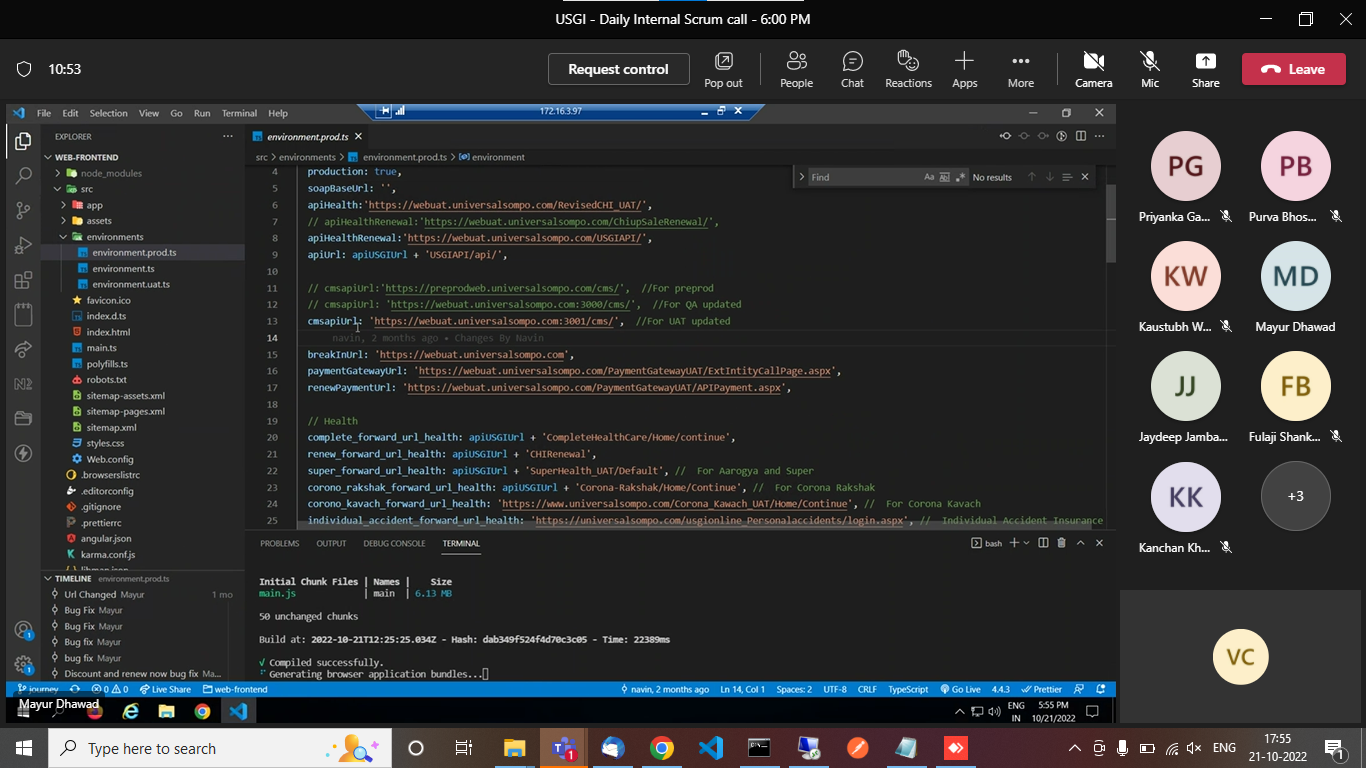 USGI - Daily Internal Scrum call - 6:00 PM
10:53
Request control
Pop out
People
Chat
Reactions
Apps
More
Camera
Mic
Share
Leave
File Edit Selection View Go Run Terminal Help
172.16.3.97
EXPLORER
environment.prod.ts
WEB-FRONTEND
src > environments > environment.prod.ts > environment
node_modules
src
app
assets
environments
environment.prod.ts
environment.ts
environment.uat.ts
favicon.ico
index.d.ts
index.html
main.ts
polyfills.ts
robots.txt
sitemap-assets.xml
sitemap-pages.xml
sitemap.xml
styles.css
Web.config
.browserslistrc
.editorconfig
.gitignore
.prettierrc
angular.json
karma.conf.js
Find
Aa
No results
4 production: true,
5 soapBaseUrl: '',
6 apiHealth:'https://webuat.universalsompo.com/RevisedCHI_UAT/',
7 // apiHealthRenewal:'https://webuat.universalsompo.com/ChiupSaleRenewal/',
8 apiHealthRenewal:'https://webuat.universalsompo.com/USGIAPI/',
9 apiUrl: apiUSGIUrl + 'USGIAPI/api/',
10
11 // cmsapiUrl:'https://preprodweb.universalsompo.com/cms/', //For preprod
12 // cmsapiUrl: 'https://webuat.universalsompo.com:3000/cms/', //For QA updated
13 cmsapiUrl: 'https://webuat.universalsompo.com:3001/cms/', //For UAT updated
14 navin, 2 months ago • Changes By Navin
15 breakInUrl: 'https://webuat.universalsompo.com',
16 paymentGatewayUrl: 'https://webuat.universalsompo.com/PaymentGatewayUAT/ExtIntityCallPage.aspx',
17 renewPaymentUrl: 'https://webuat.universalsompo.com/PaymentGatewayUAT/APIPayment.aspx',
18
19 // Health
20 complete_forward_url_health: apiUSGIUrl + 'CompleteHealthCare/Home/continue',
21 renew_forward_url_health: apiUSGIUrl + 'CHIRenewal',
22 super_forward_url_health: apiUSGIUrl + 'SuperHealth_UAT/Default', // For Aarogya and Super
23 corono_rakshak_forward_url_health: apiUSGIUrl + 'Corona-Rakshak/Home/Continue', // For Corona Rakshak
24 corono_kavach_forward_url_health: 'https://www.universalsompo.com/Corona_Kawach_UAT/Home/Continue', // For Corona Kavach
25 individual_accident_forward_url_health: 'https://universalsompo.com/usgionline_Personalaccidents/login.aspx', // Individual Accident Insurance
TIMELINE environment.prod.ts
Url Changed Mayur 1 mo
Bug Fix Mayur
Bug Fix Mayur
Bug fix Mayur
bug fix Mayur
Discount and renew now bug fix Ma...
PROBLEMS OUTPUT DEBUG CONSOLE TERMINAL
bash
Initial Chunk Files | Names | Size
main.js | main | 6.13 MB
50 unchanged chunks
Build at: 2022-10-21T12:25:25.034Z - Hash: dab349f524f4d70c3c05 - Time: 22389ms
√ Compiled successfully.
Generating browser application bundles...
journey 0 0 Live Share web-frontend
navin, 2 months ago Ln 14, Col 1 Spaces: 2 UTF-8 CRLF TypeScript Go Live 4.4.3 Prettier
Mayur Dhawad
ENG
IN
5:55 PM
10/21/2022
PG
Priyanka Ga...
PB
Purva Bhos...
KW
Kaustubh W...
MD
Mayur Dhawad
JJ
Jaydeep Jamba...
FB
Fulaji Shank...
KK
Kanchan Kh...
+3
VC
Type here to search
1
ENG
17:55
21-10-2022
1